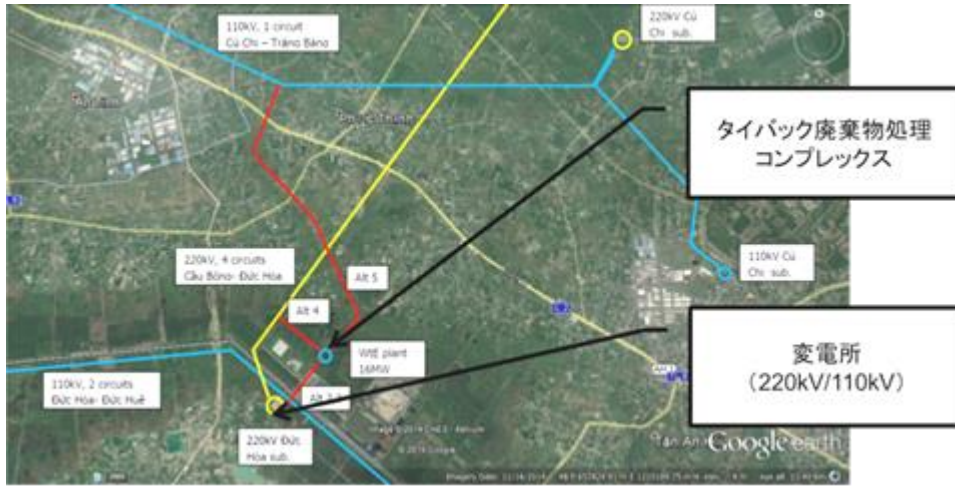 110kV, 1 circuit
Củ Chi – Trảng Bàng
220kV Củ
Chi sub.
タイバック廃棄物処理
コンプレックス
220kV, 4 circuits
Cầu Bông- Đức Hòa
Alt 5
110kV Củ
Chi sub.
Alt 4
WtE plant
16MW
変電所
(220kV/110kV)
110kV, 2 circuits
Đức Hòa- Đức Huệ
220kV Đức
Hòa sub.
Google earth